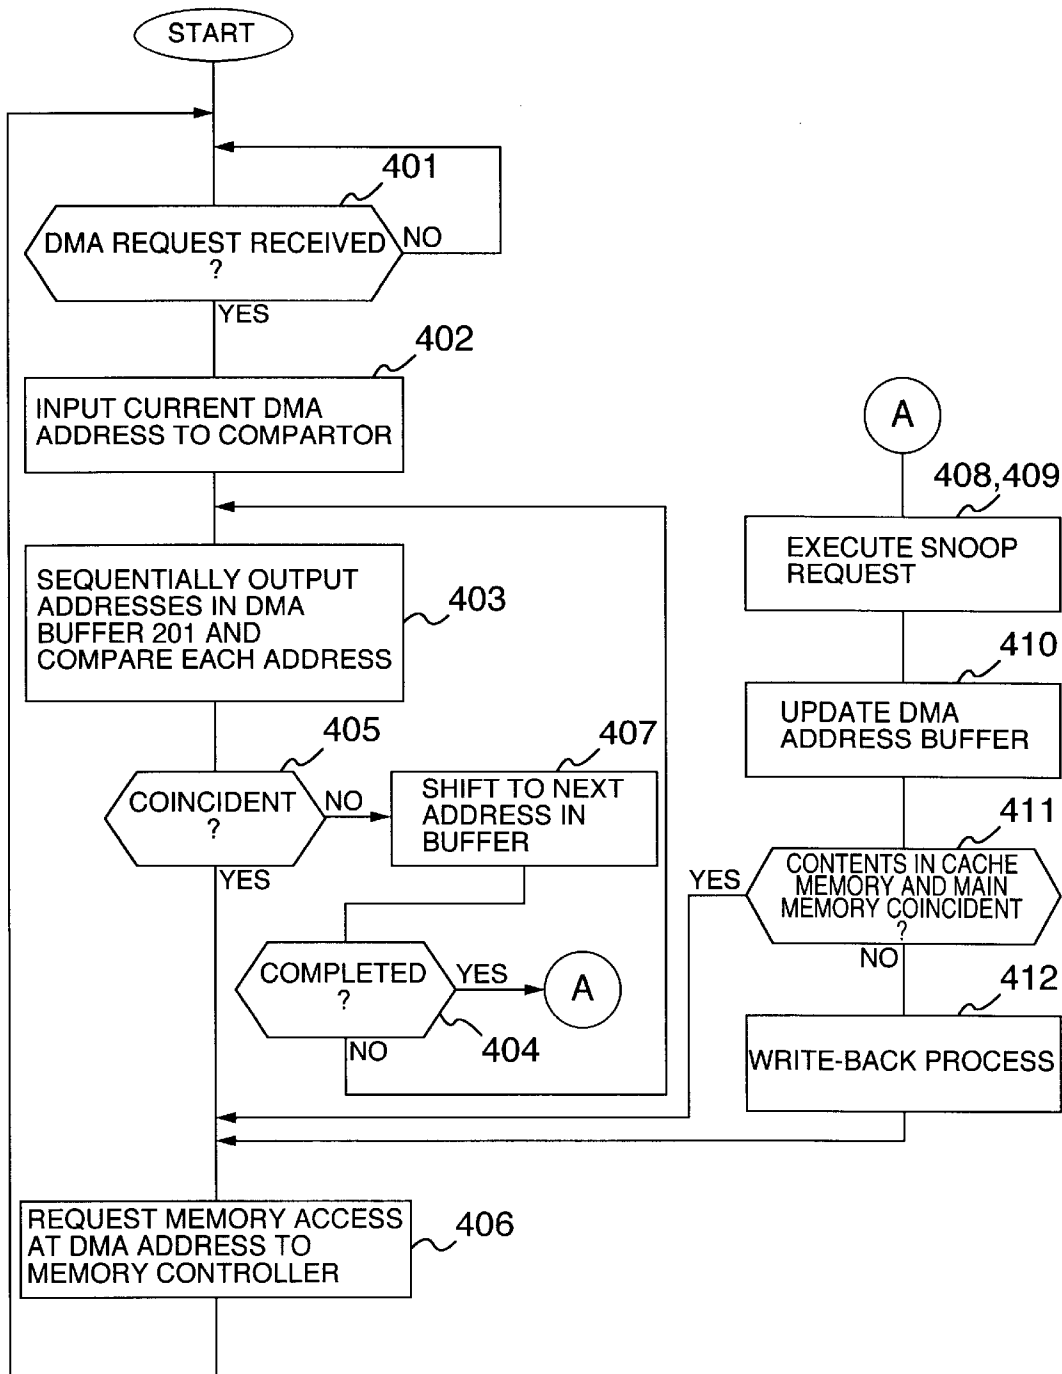 START
401
DMA REQUEST RECEIVED
?
NO
YES
402
INPUT CURRENT DMA
ADDRESS TO COMPARTOR
403
SEQUENTIALLY OUTPUT
ADDRESSES IN DMA
BUFFER 201 AND
COMPARE EACH ADDRESS
405
COINCIDENT
?
NO
YES
407
SHIFT TO NEXT
ADDRESS IN
BUFFER
COMPLETED
?
YES
A
NO
404
A
408,409
EXECUTE SNOOP
REQUEST
410
UPDATE DMA
ADDRESS BUFFER
411
CONTENTS IN CACHE
MEMORY AND MAIN
MEMORY COINCIDENT
?
YES
NO
412
WRITE-BACK PROCESS
REQUEST MEMORY ACCESS
AT DMA ADDRESS TO
MEMORY CONTROLLER
406